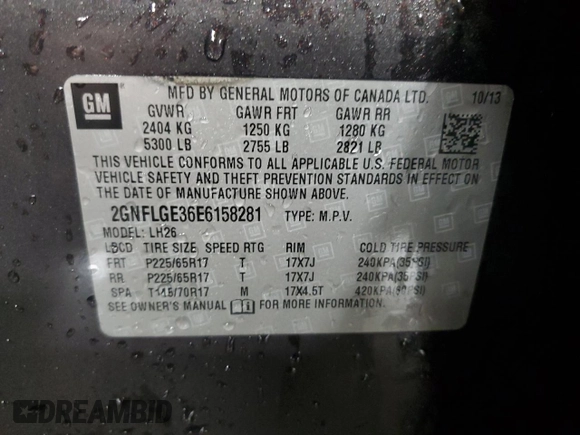 GM
MFD BY GENERAL MOTORS OF CANADA LTD. 10/13
GVWR GAWR FRT GAWR RR
2404 KG 1250 KG 1280 KG
5300 LB 2755 LB 2821 LB
THIS VEHICLE CONFORMS TO ALL APPLICABLE U.S. FEDERAL MOTOR
VEHICLE SAFETY AND THEFT PREVENTION STANDARDS IN EFFECT ON
THE DATE OF MANUFACTURE SHOWN ABOVE.
2GNFLGE36E6158281 TYPE: M.P.V.
MODEL: LH26
TIRE SIZE SPEED RTG RIM COLD TIRE PRESSURE
FRT P225/65R17 T 17X7J 240KPA(35PSI)
RR P225/65R17 T 17X7J 240KPA(35PSI)
SPA /70R17 M 17X4.5T 420KPA(60PSI)
SEE OWNER'S MANUAL FOR MORE INFORMATION
DREAMBID